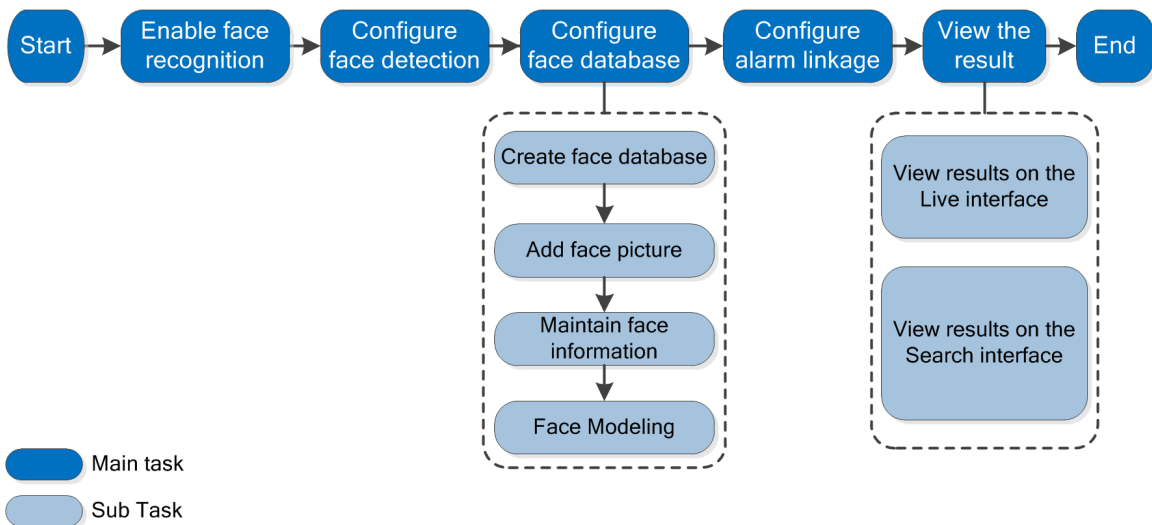 Start
Enable face
recognition
Configure
face detection
Configure
face database
Configure
alarm linkage
View the
result
End
Create face database
Add face picture
Maintain face
information
Face Modeling
View results on the
Live interface
View results on the
Search interface
Main task
Sub Task